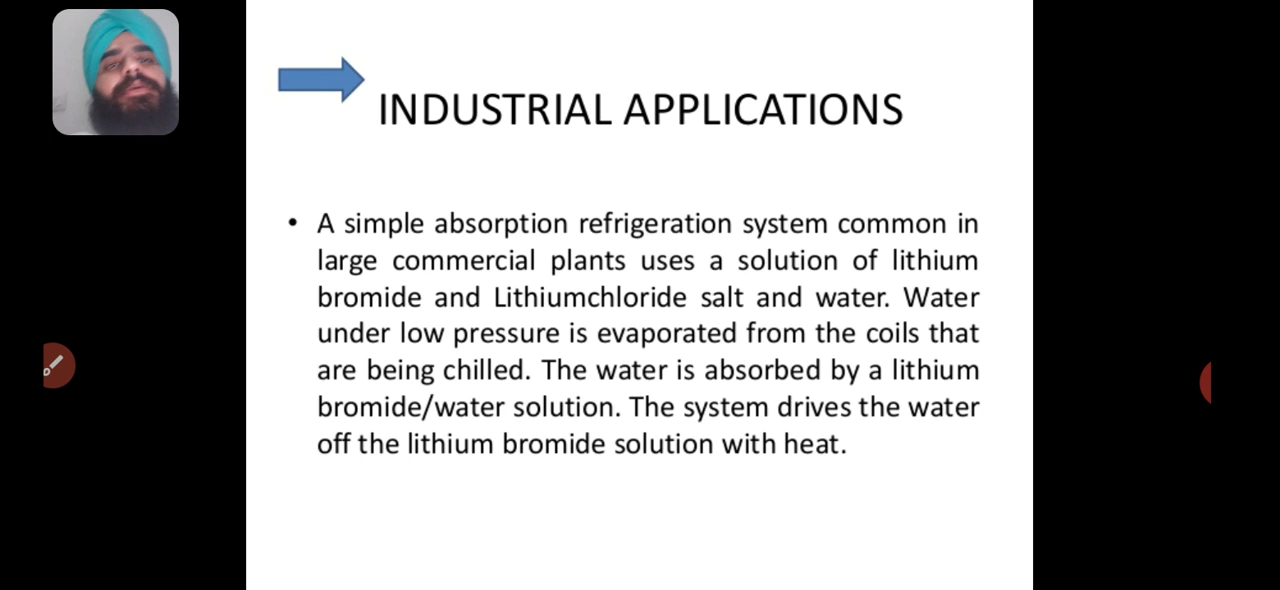 INDUSTRIAL APPLICATIONS
• A simple absorption refrigeration system common in
large commercial plants uses a solution of lithium
bromide and Lithiumchloride salt and water. Water
under low pressure is evaporated from the coils that
are being chilled. The water is absorbed by a lithium
bromide/water solution. The system drives the water
off the lithium bromide solution with heat.